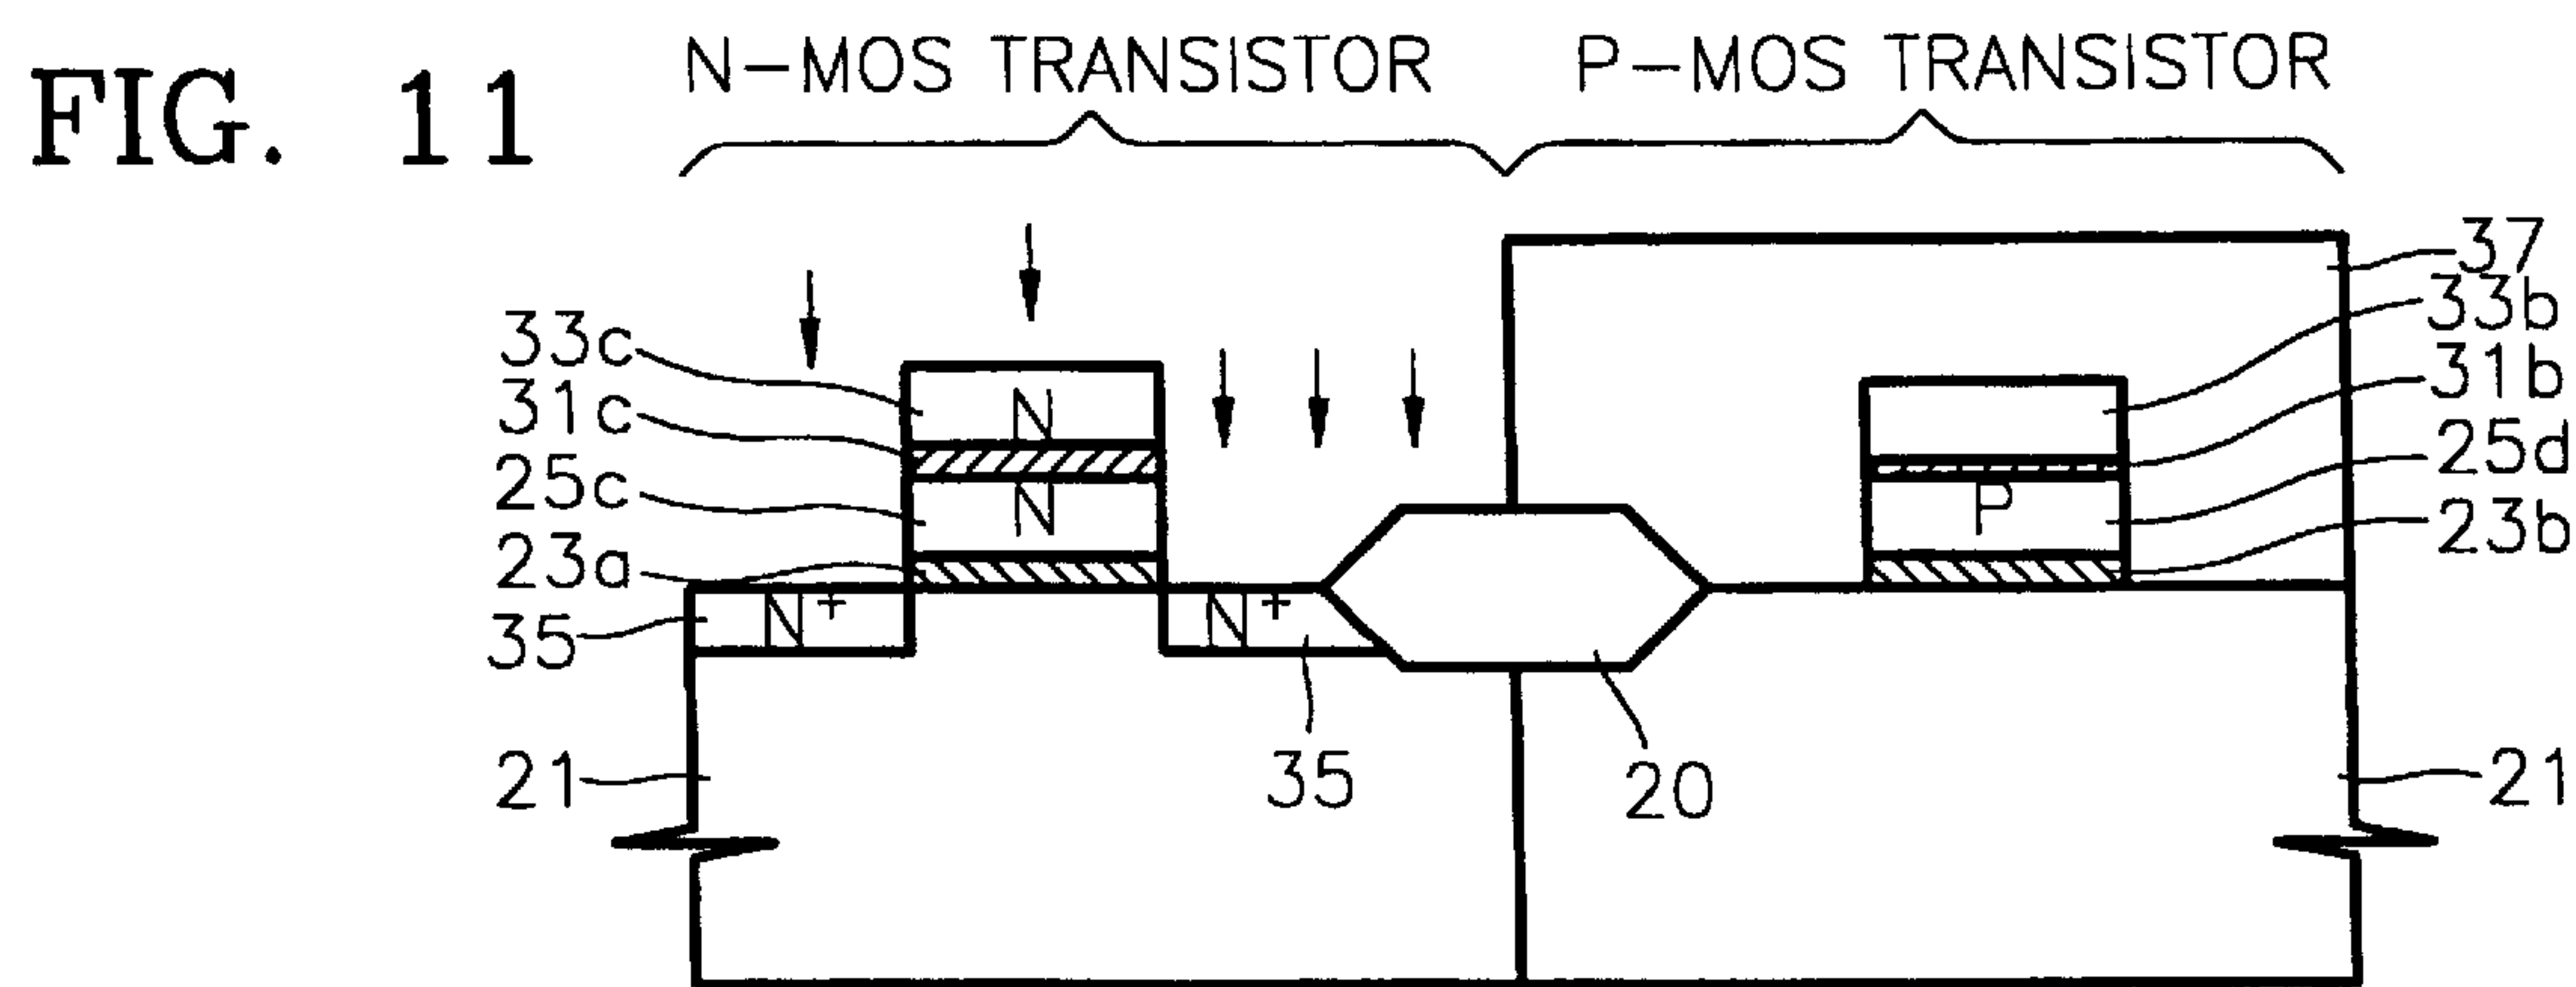 FIG. 11
N-MOS TRANSISTOR
P-MOS TRANSISTOR
37
33b
31b
25d
23b
33c
31c
25c
23a
35
N
N
P
N+
N+
35
20
21
21